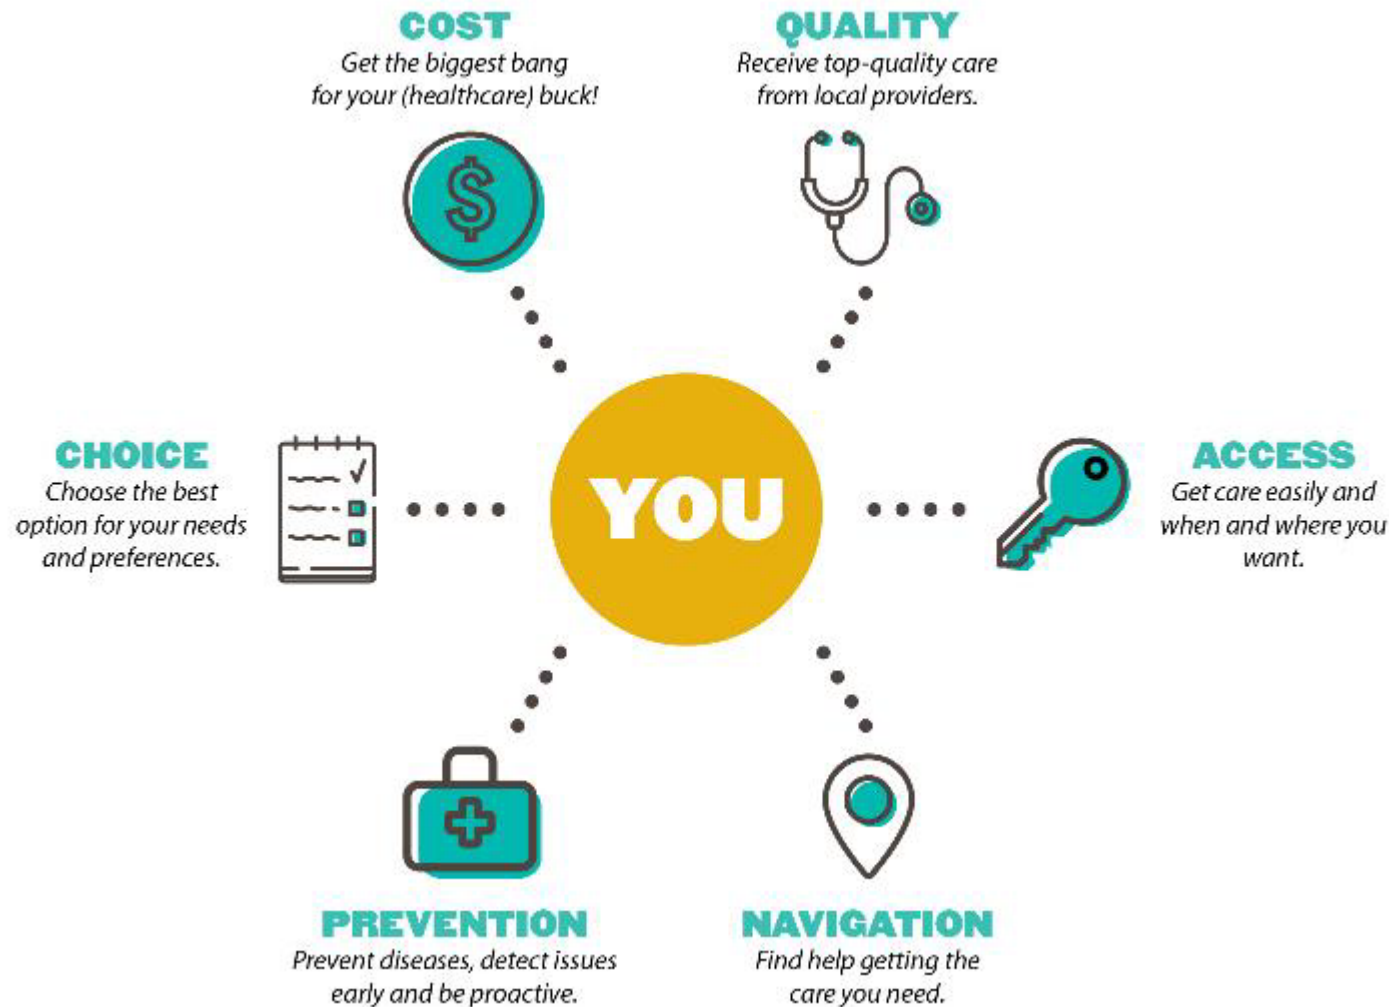 COST
Get the biggest bang
for your (healthcare) buck!
QUALITY
Receive top-quality care
from local providers.
$
CHOICE
Choose the best
option for your needs
and preferences.
YOU
ACCESS
Get care easily and
when and where you
want.
PREVENTION
Prevent diseases, detect issues
early and be proactive.
NAVIGATION
Find help getting the
care you need.